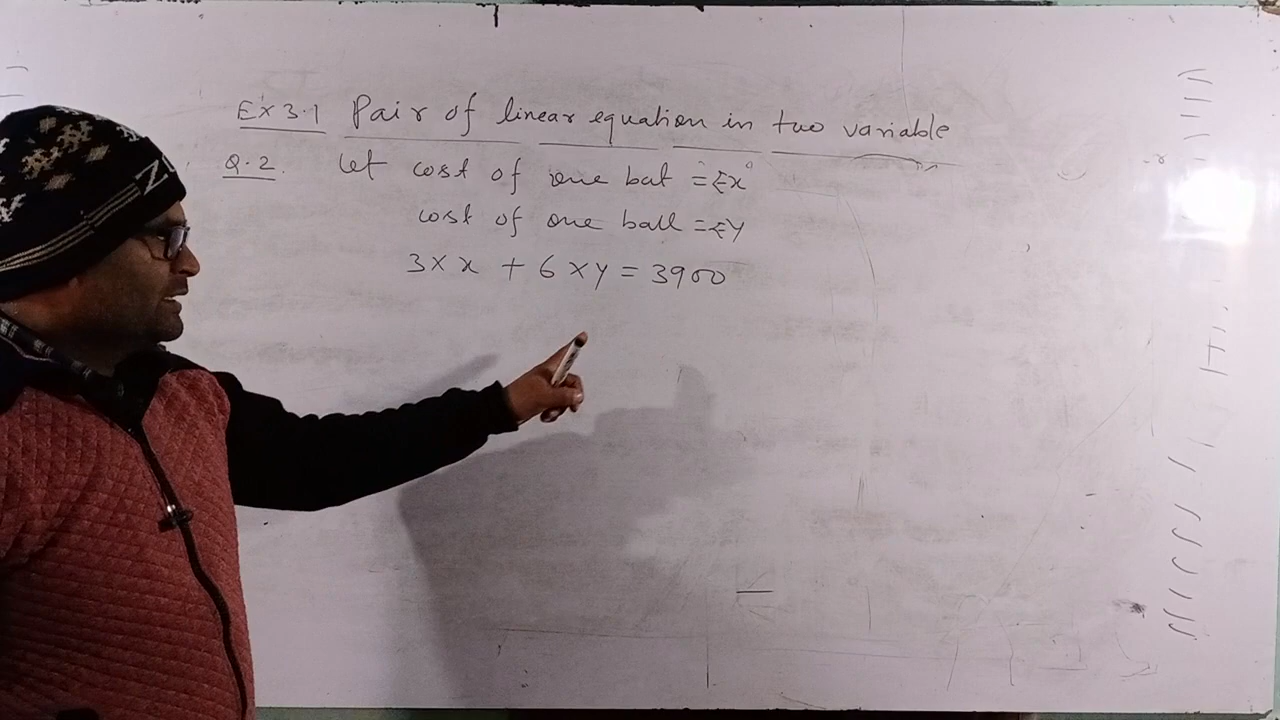 Ex 3.1 Pair of linear equation in two variable
Q.2. Let cost of one bat = ₹x
cost of one ball = ₹y
3 × x + 6 × y = 3900